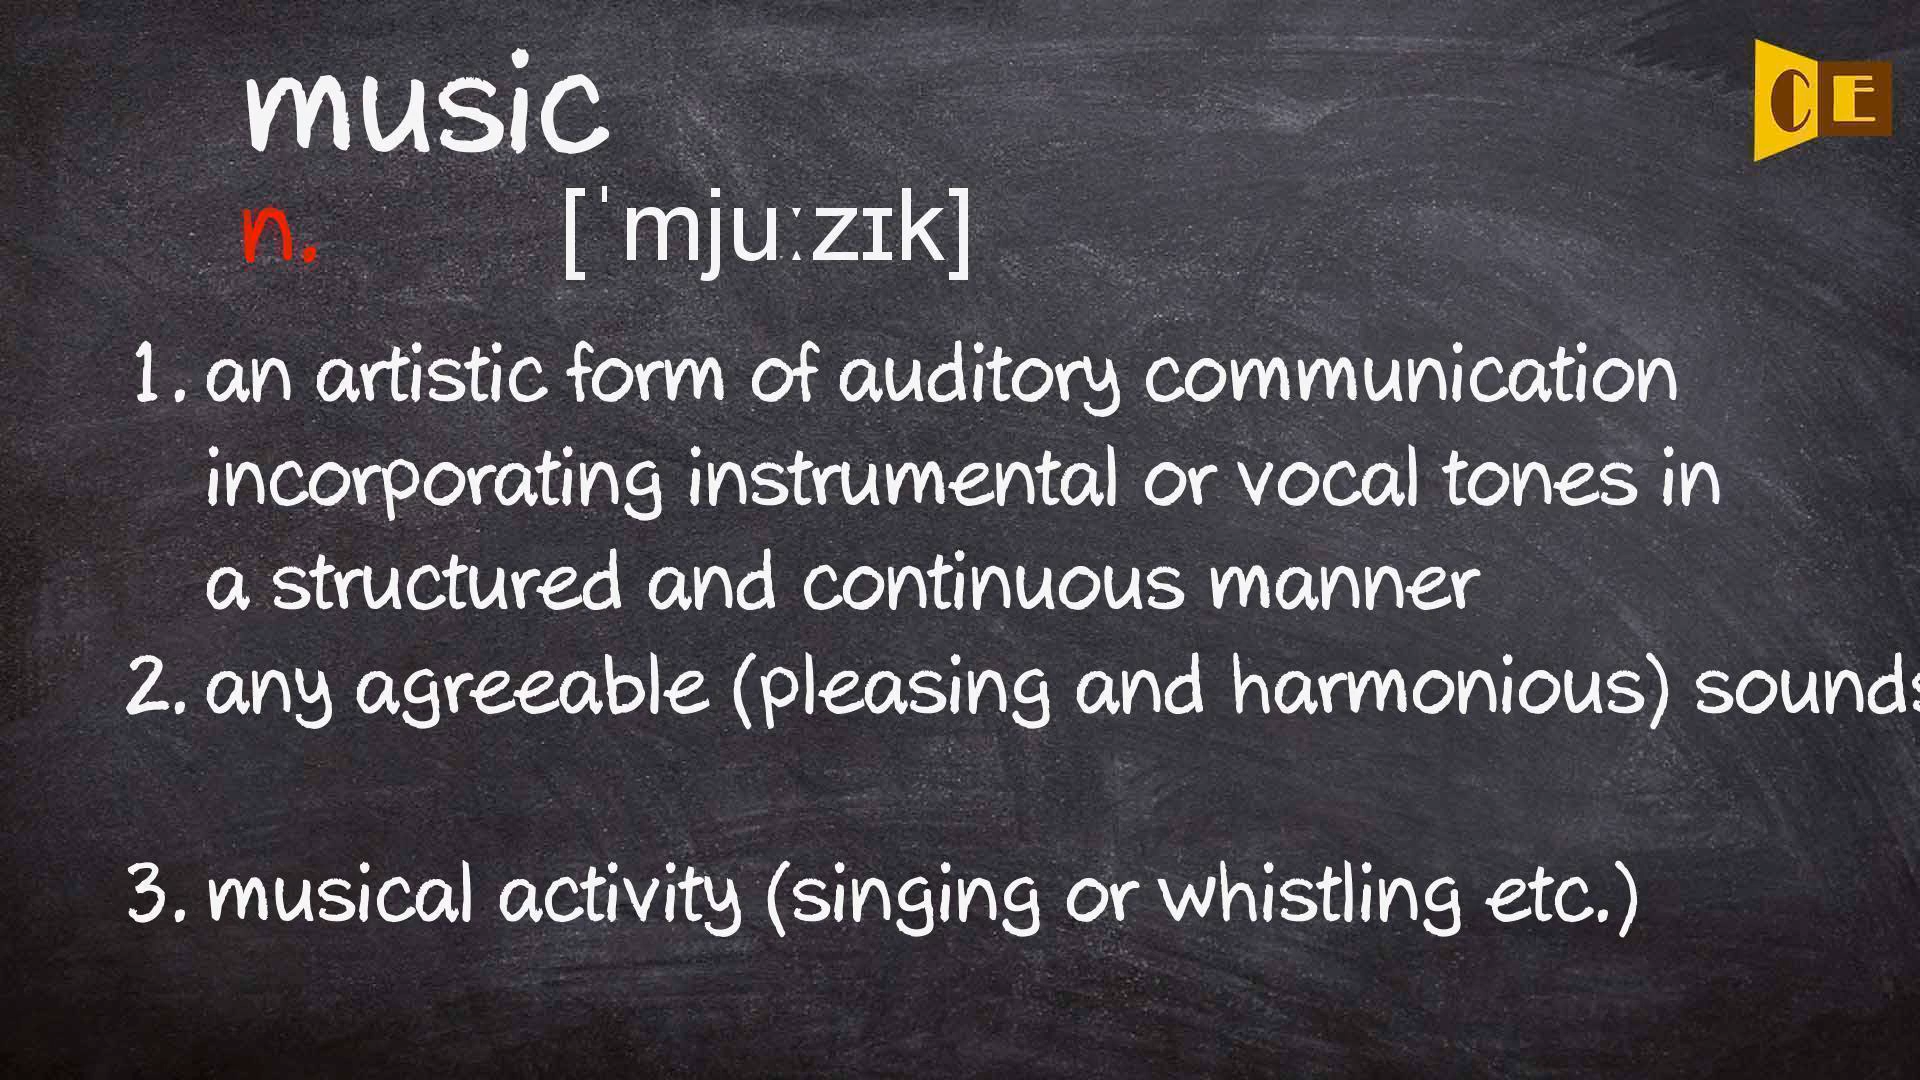 music
CE
n. [ˈmjuːzɪk]
1. an artistic form of auditory communication
incorporating instrumental or vocal tones in
a structured and continuous manner
2. any agreeable (pleasing and harmonious) sounds
3. musical activity (singing or whistling etc.)